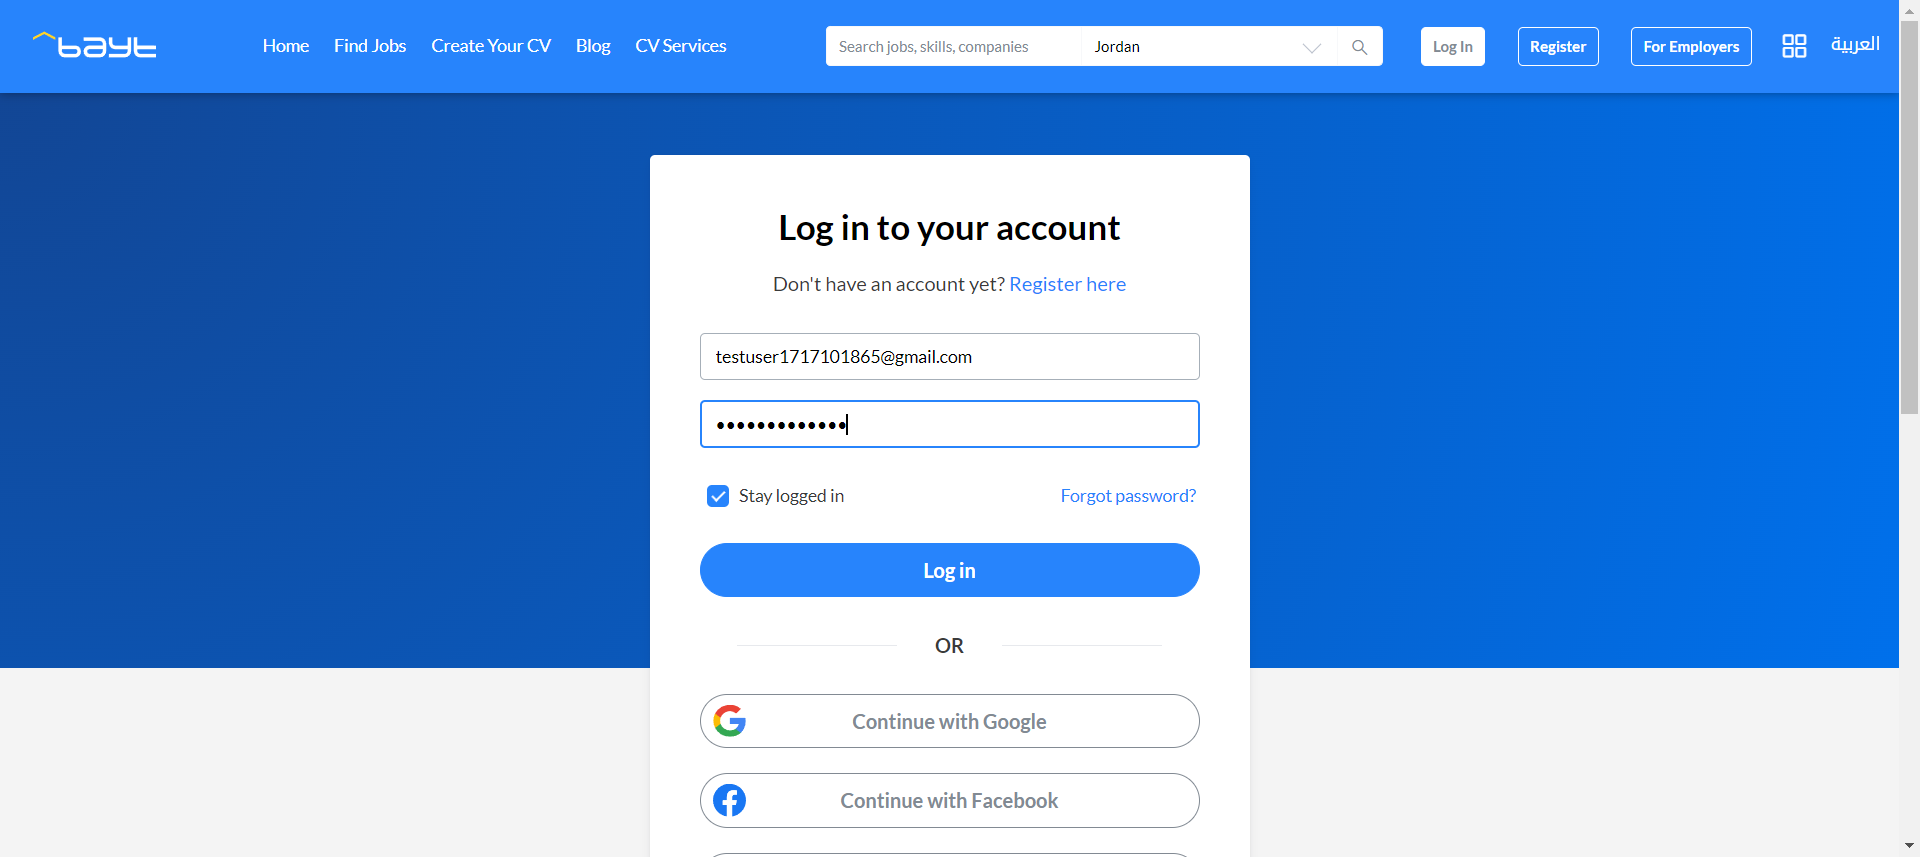 bayt
Home
Find Jobs
Create Your CV
Blog
CV Services
Search jobs, skills, companies
Jordan
Log In
Register
For Employers
العربية
Log in to your account
Don't have an account yet? Register here
testuser1717101865@gmail.com
•••••••••••••
Stay logged in
Forgot password?
Log in
OR
Continue with Google
Continue with Facebook